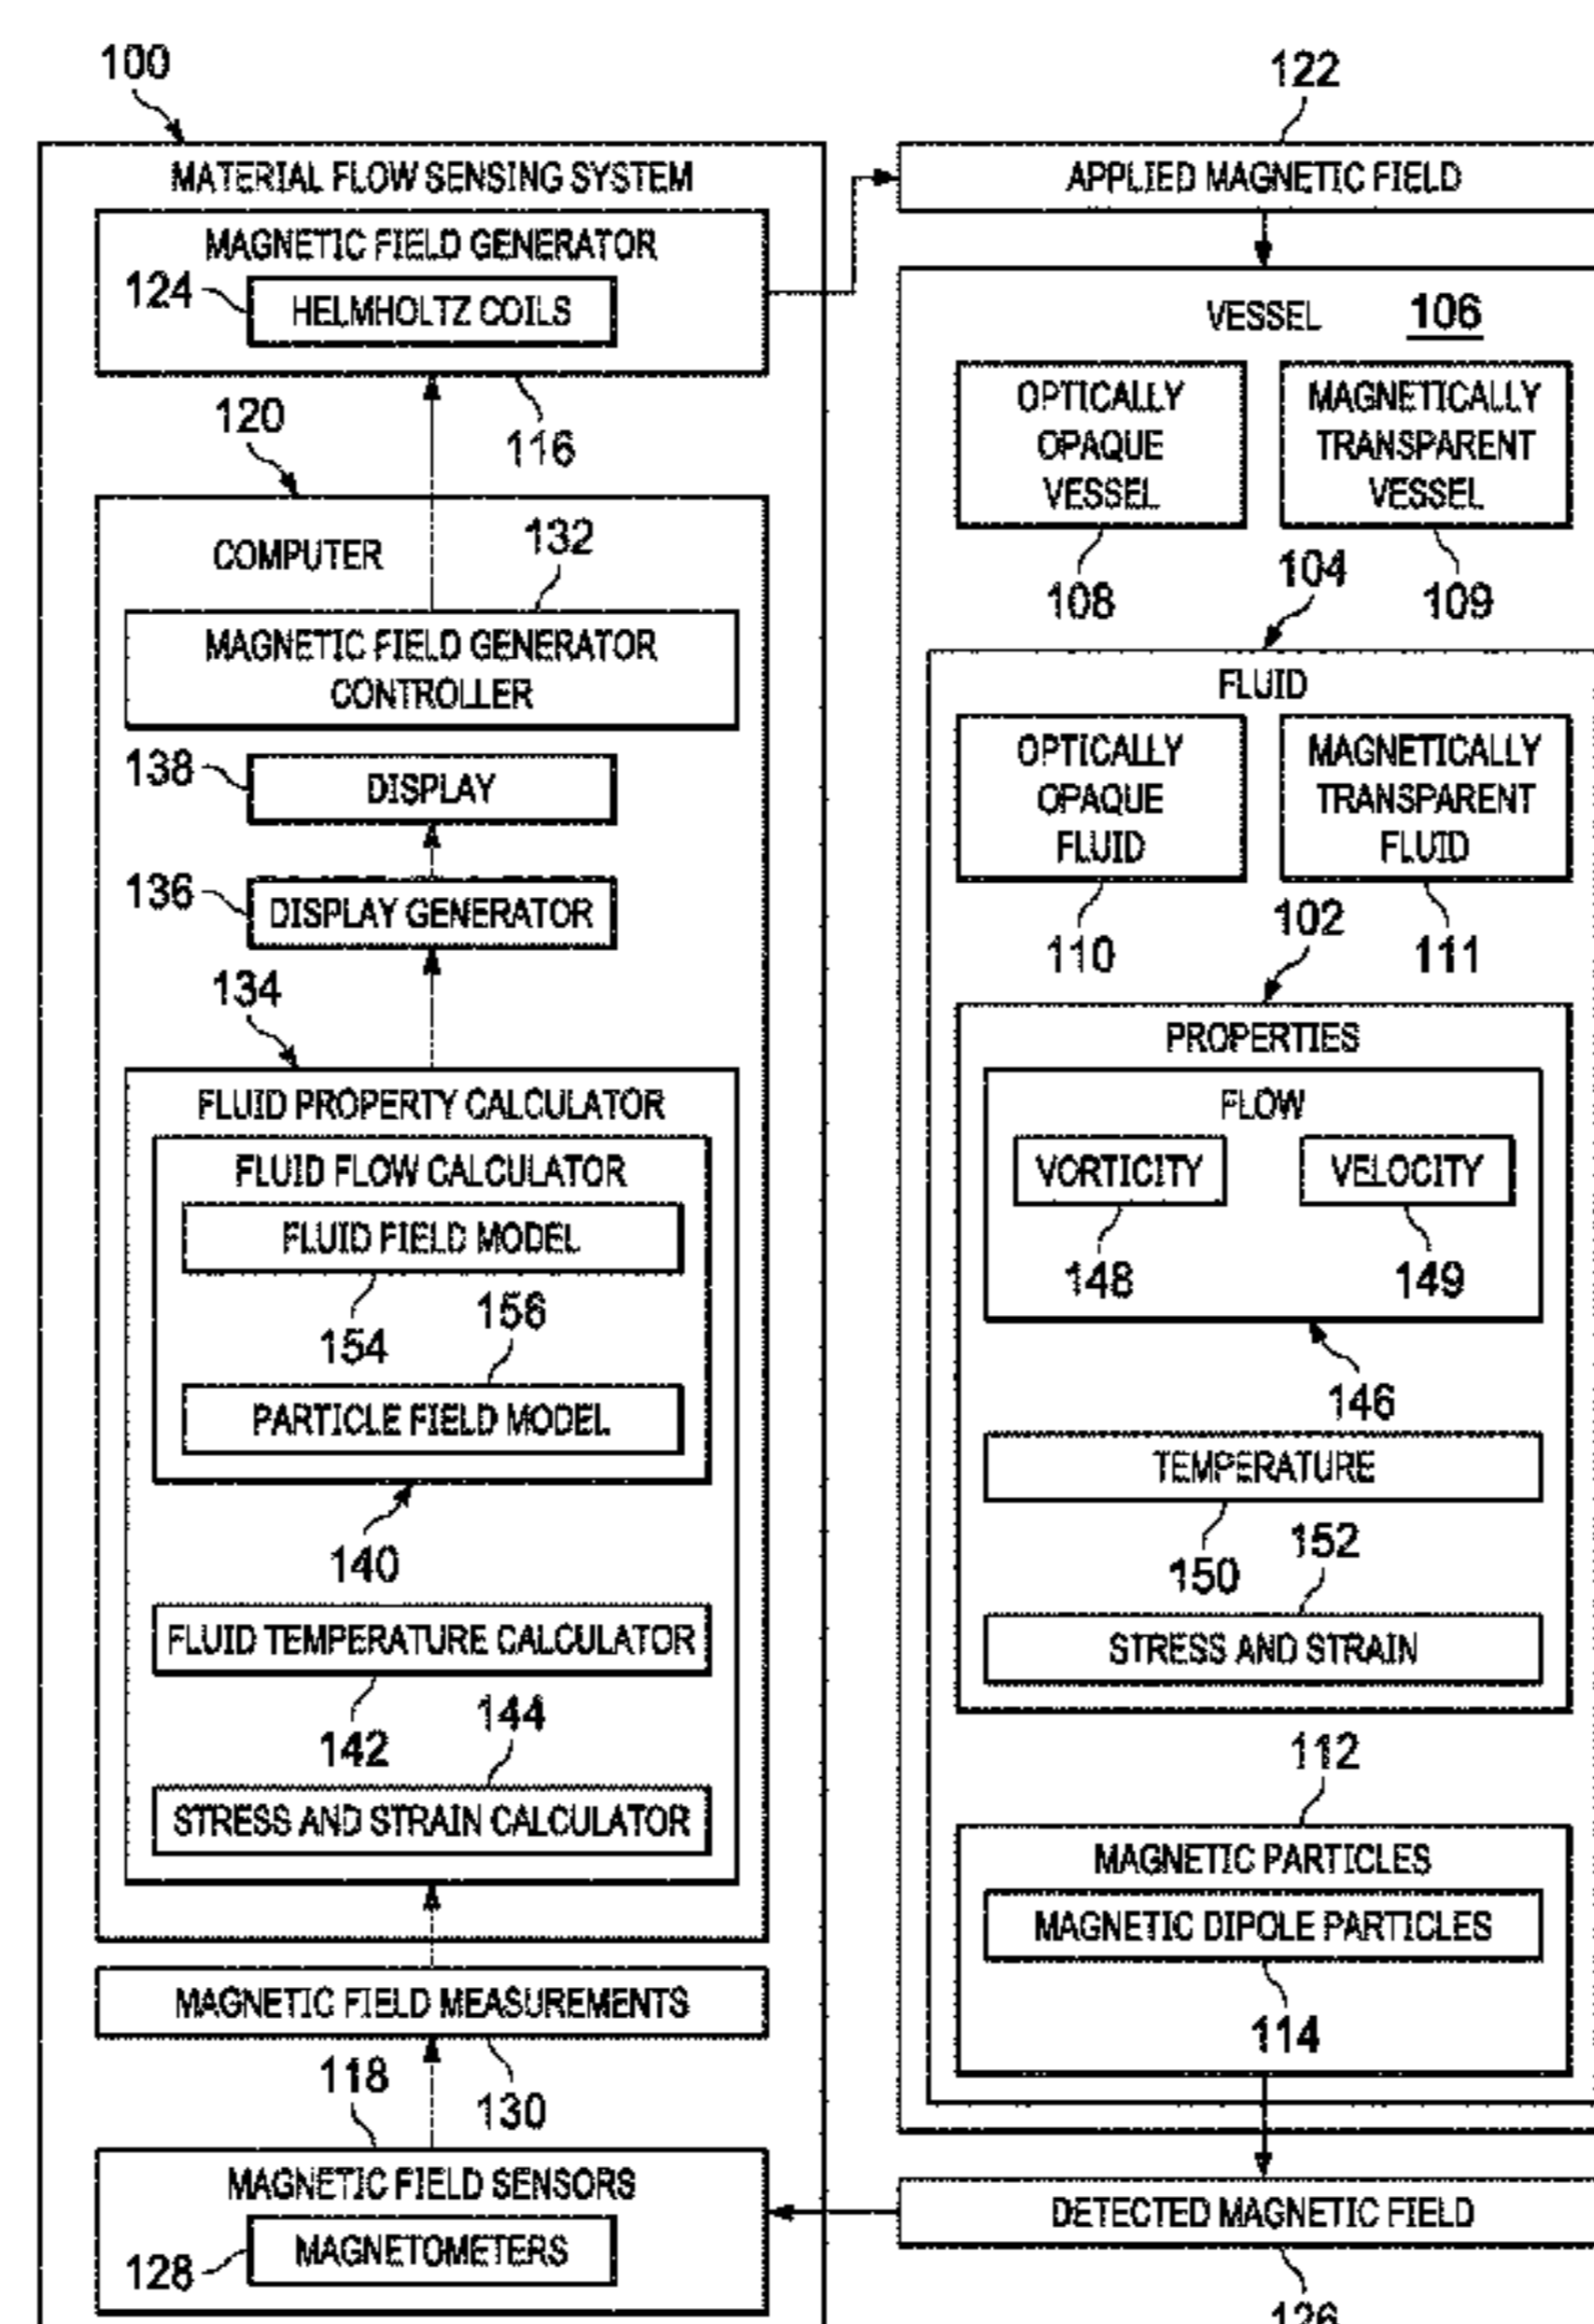 100
MATERIAL FLOW SENSING SYSTEM
MAGNETIC FIELD GENERATOR
124
HELMHOLTZ COILS
116
120
COMPUTER
132
MAGNETIC FIELD GENERATOR
CONTROLLER
138
DISPLAY
136
DISPLAY GENERATOR
134
FLUID PROPERTY CALCULATOR
FLUID FLOW CALCULATOR
FLUID FIELD MODEL
154
156
PARTICLE FIELD MODEL
140
FLUID TEMPERATURE CALCULATOR
142
144
STRESS AND STRAIN CALCULATOR
MAGNETIC FIELD MEASUREMENTS
118
130
MAGNETIC FIELD SENSORS
128
MAGNETOMETERS
122
APPLIED MAGNETIC FIELD
VESSEL 106
OPTICALLY
OPAQUE
VESSEL
108
MAGNETICALLY
TRANSPARENT
VESSEL
109
104
FLUID
OPTICALLY
OPAQUE
FLUID
110
MAGNETICALLY
TRANSPARENT
FLUID
111
102
PROPERTIES
FLOW
VORTICITY
148
VELOCITY
149
146
TEMPERATURE
150
152
STRESS AND STRAIN
112
MAGNETIC PARTICLES
MAGNETIC DIPOLE PARTICLES
114
DETECTED MAGNETIC FIELD
126